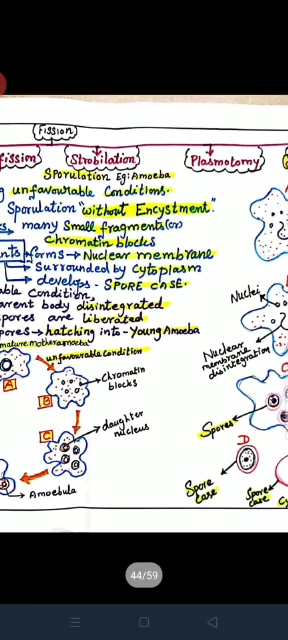 Fission
fission
Strobilation
Plasmotomy
Sporulation Eg: Amoeba
unfavourable Conditions.
Sporulation "without Encystment".
many Small fragments (or)
Chromatin blocks
forms → Nuclear membrane
Surrounded by Cytoplasm
develops - SPORE CASE.
able Condition.
arent body disintegrated
spores are liberated
pores → hatching into - Young Amoeba
mature mother amoeba
unfavourable condition
A
B
Chromatin
blocks
C
daughter
nucleus
Amoebula
Nuclei
Nuclear
membrane
disintegration
Spores
D
Spore
case
Spore
case
44/59